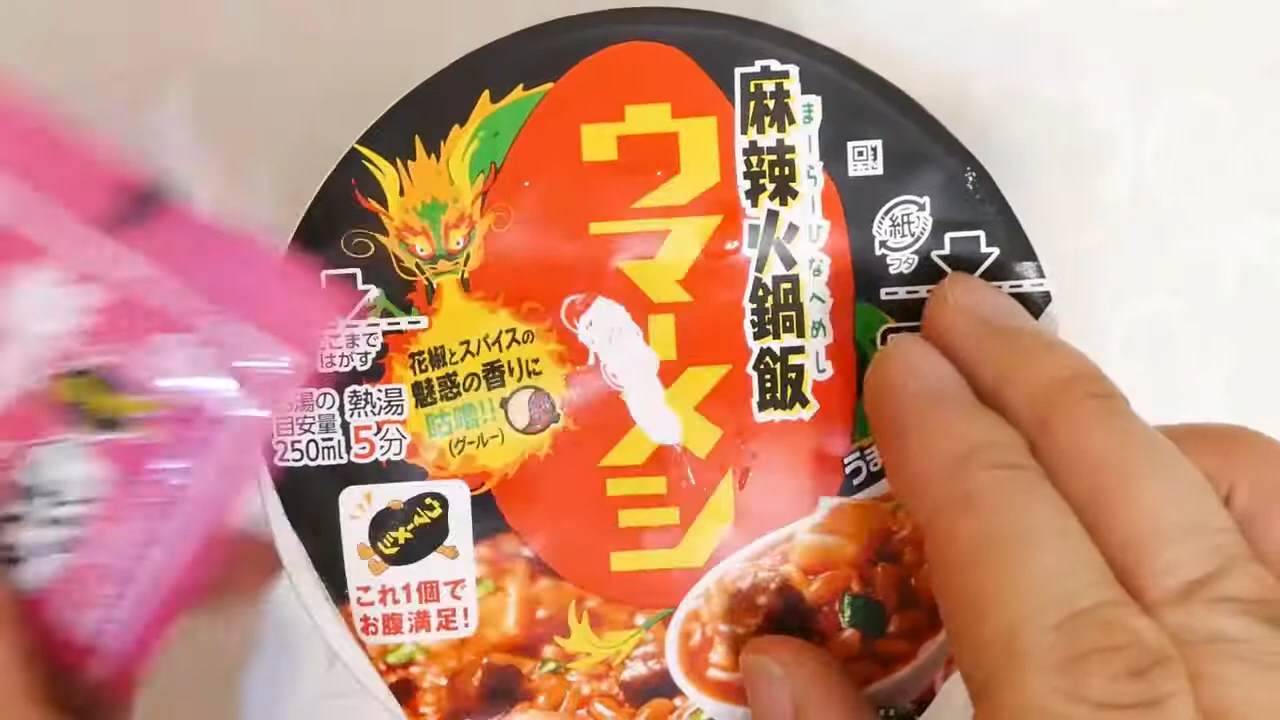 ウマーメシ
麻辣火鍋飯
まーらーひなべめし
紙
フタ
ここまで
はがす
熱湯の
目安量
250ml
熱湯
5分
花椒とスパイスの
魅惑の香りに
咕嚕!!
(グールー)
ウマーメシ
これ1個で
お腹満足!
うま